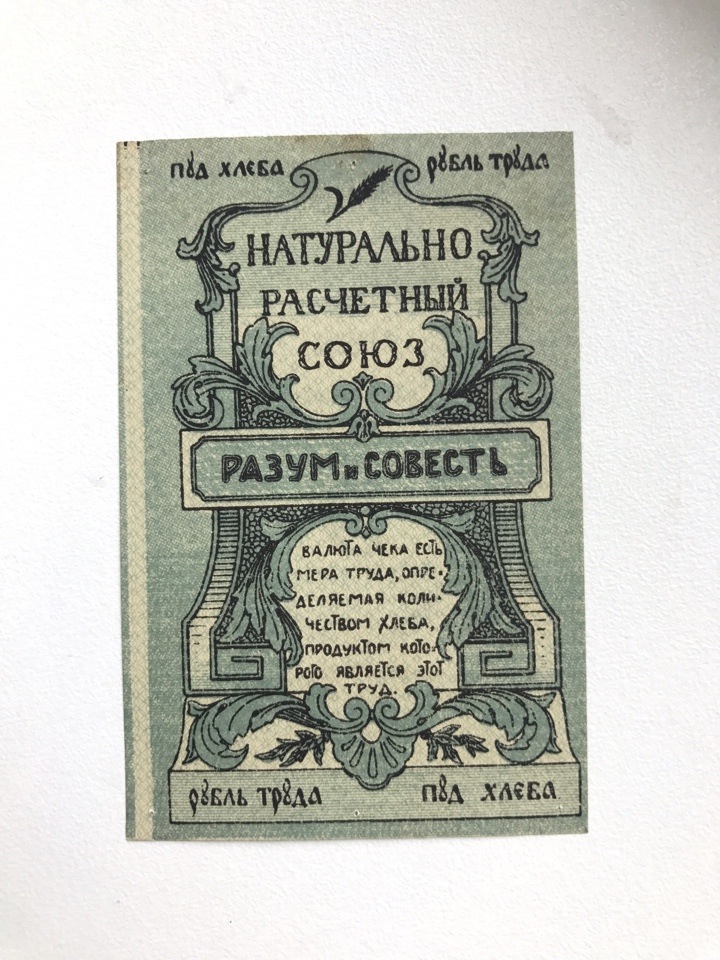 пуд хлеба рубль труда
НАТУРАЛЬНО
РАСЧЕТНЫЙ
СОЮЗ
РАЗУМ и СОВЕСТЬ
ВАЛЮТА ЧЕКА ЕСТЬ
МЕРА ТРУДА, ОПРЕ-
ДЕЛЯЕМАЯ КОЛИ-
ЧЕСТВОМ ХЛЕБА,
ПРОДУКТОМ КОТО-
РОГО ЯВЛЯЕТСЯ ЭТОТ
ТРУД.
рубль труда пуд хлеба